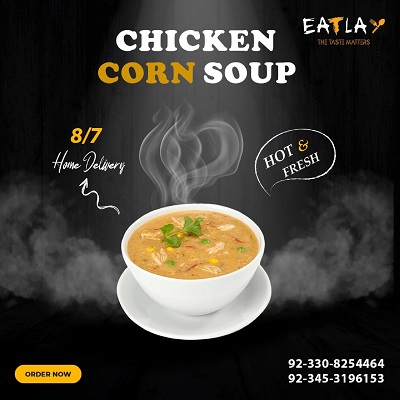 EATLAY
THE TASTE MATTERS
CHICKEN
CORN SOUP
8/7
Home Delivery
HOT &
FRESH
ORDER NOW
92-330-8254464
92-345-3196153